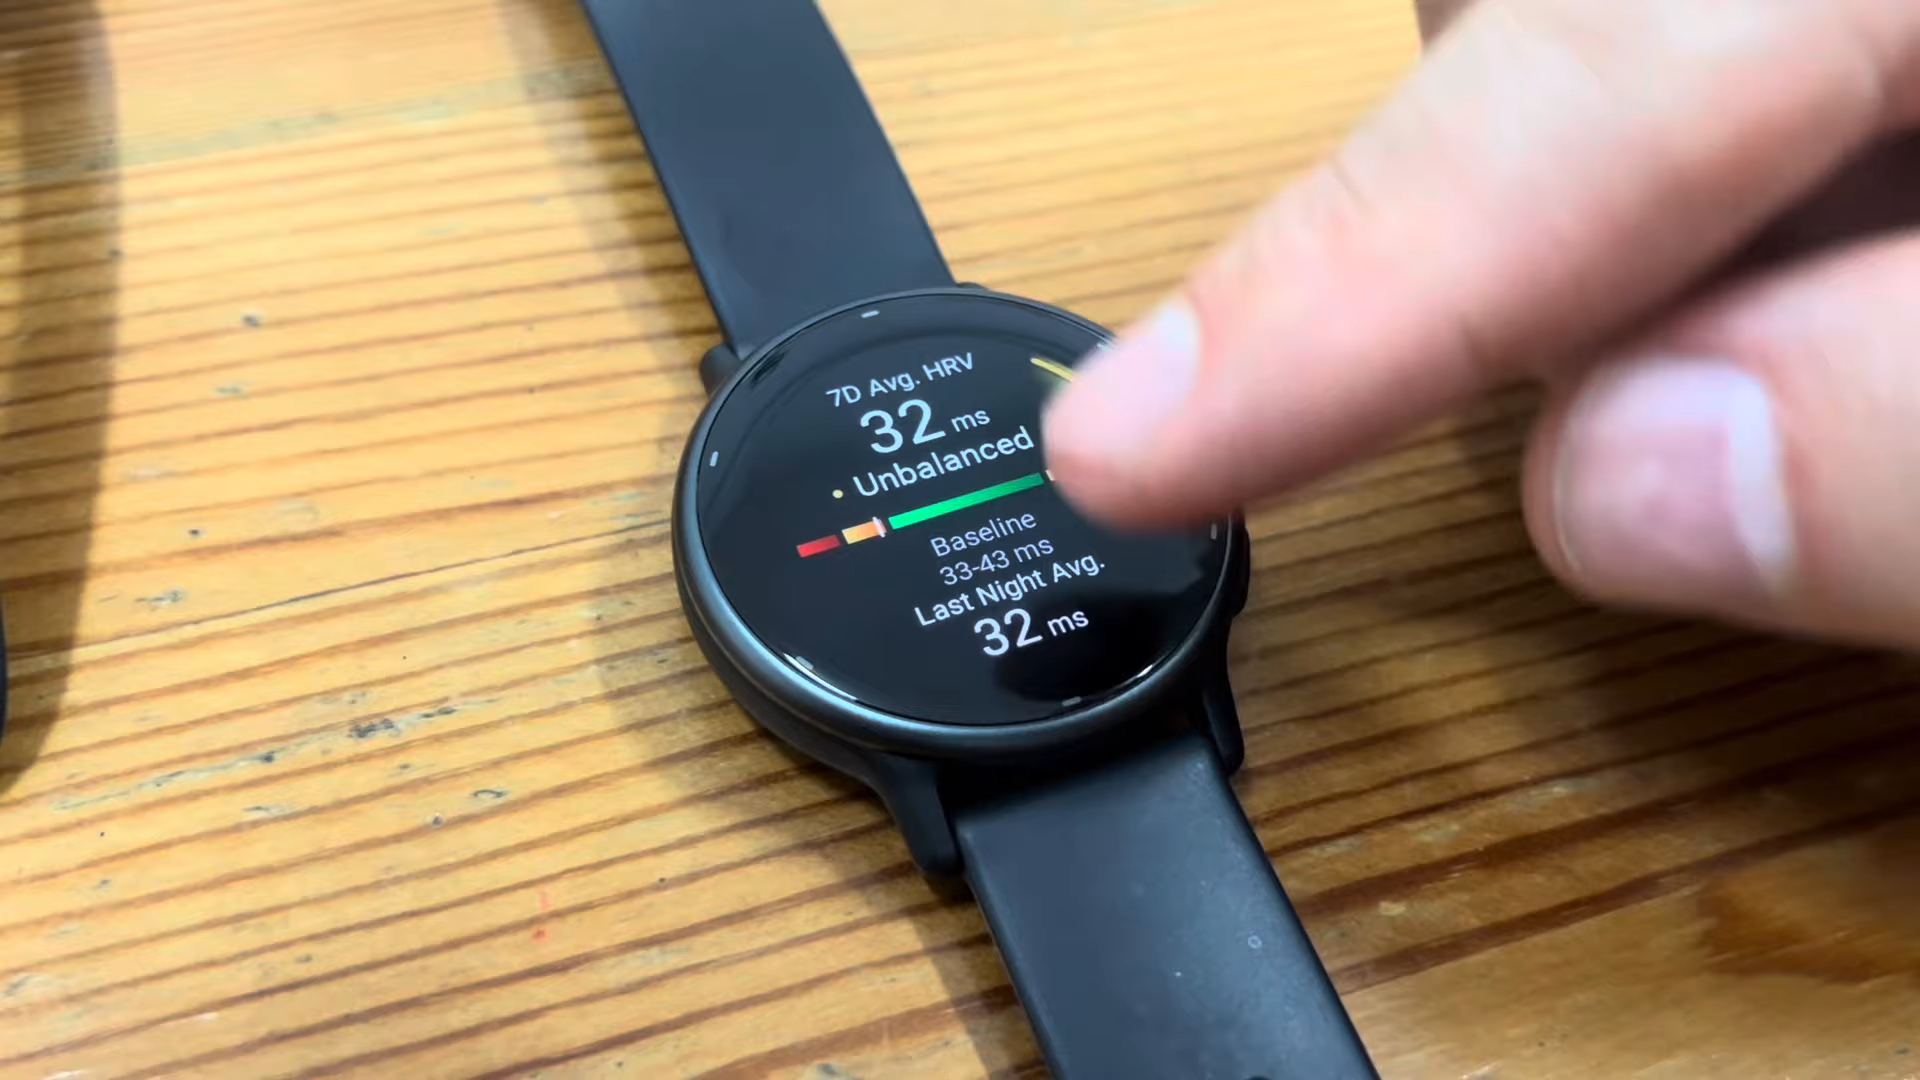 7D Avg. HRV
32 ms
Unbalanced
Baseline
33-43 ms
Last Night Avg.
32 ms